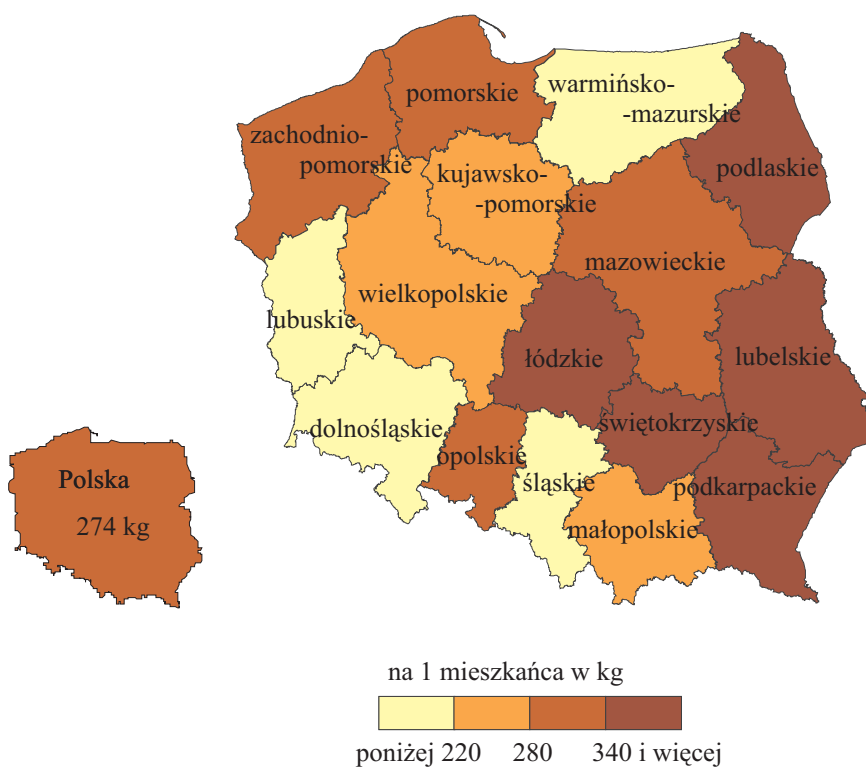 pomorskie
warmińsko-
-mazurskie
zachodnio-
pomorskie
podlaskie
kujawsko-
-pomorskie
mazowieckie
wielkopolskie
lubuskie
łódzkie
lubelskie
dolnośląskie
świętokrzyskie
opolskie
śląskie
podkarpackie
małopolskie
Polska
274 kg
na 1 mieszkańca w kg
poniżej 220 280 340 i więcej